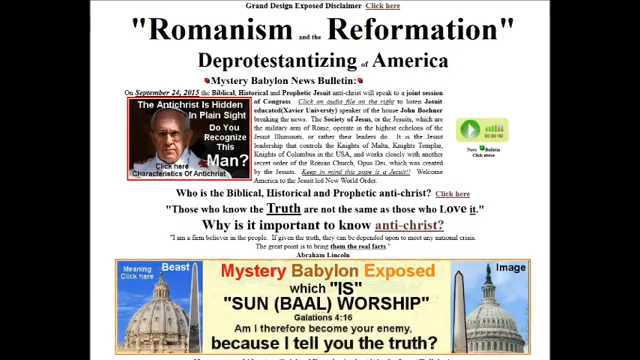 Grand Design Exposed Disclaimer Click here
"Romanism and the Reformation"
Deprotestantizing of America
Mystery Babylon News Bulletin:
On September 24, 2015 the Biblical, Historical and Prophetic Jesuit anti-christ will speak to a joint session
of Congress Click on audio file on the right to listen Jesuit
educated(Xavier University) speaker of the house John Boehner
breaking the news. The Society of Jesus, or the Jesuits, which are
the military arm of Rome, operate in the highest echelons of the
Jesuit Illuminati, or rather their leaders do. It is the Jesuit
leadership that controls the Knights of Malta, Knights Templar,
Knights of Columbus in the USA, and works closely with another
secret order of the Roman Church, Opus Dei, which was created
by the Jesuits. Keep in mind this pope is a Jesuit!! Welcome
America to the Jesuit led New World Order.
The Antichrist Is Hidden
In Plain Sight
Do You
Recognize
This
Man?
Click here
Characteristics Of Antichrist
News Bulletin
Click above
Who is the Biblical, Historical and Prophetic anti-christ? Click here
"Those who know the Truth are not the same as those who Love it."
Why is it important to know anti-christ?
"I am a firm believer in the people. If given the truth, they can be depended upon to meet any national crisis.
The great point is to bring them the real facts."
Abraham Lincoln
Meaning
Click here
Beast
Mystery Babylon Exposed
which "IS"
"SUN (BAAL) WORSHIP"
Galations 4:16
Am I therefore become your enemy,
because I tell you the truth?
Image